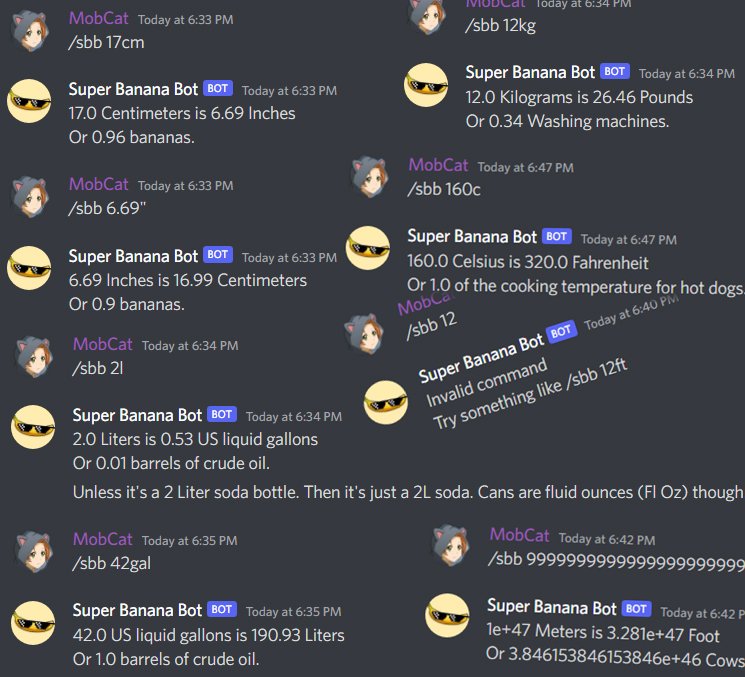 MobCat Today at 6:33 PM
/sbb 17cm
Super Banana Bot BOT Today at 6:33 PM
17.0 Centimeters is 6.69 Inches
Or 0.96 bananas.
MobCat Today at 6:33 PM
/sbb 6.69"
Super Banana Bot BOT Today at 6:33 PM
6.69 Inches is 16.99 Centimeters
Or 0.9 bananas.
MobCat Today at 6:34 PM
/sbb 2l
Super Banana Bot BOT Today at 6:34 PM
2.0 Liters is 0.53 US liquid gallons
Or 0.01 barrels of crude oil.
Unless it's a 2 Liter soda bottle. Then it's just a 2L soda. Cans are fluid ounces (Fl Oz) though
MobCat Today at 6:35 PM
/sbb 42gal
Super Banana Bot BOT Today at 6:35 PM
42.0 US liquid gallons is 190.93 Liters
Or 1.0 barrels of crude oil.
MobCat Today at 6:34 PM
/sbb 12kg
Super Banana Bot BOT Today at 6:34 PM
12.0 Kilograms is 26.46 Pounds
Or 0.34 Washing machines.
MobCat Today at 6:47 PM
/sbb 160c
Super Banana Bot BOT Today at 6:47 PM
160.0 Celsius is 320.0 Fahrenheit
Or 1.0 of the cooking temperature for hot dogs.
MobCat
/sbb 12
Super Banana Bot BOT Today at 6:40 PM
Invalid command
Try something like /sbb 12ft
MobCat Today at 6:42 PM
/sbb 99999999999999999999999
Super Banana Bot BOT Today at 6:42 P
1e+47 Meters is 3.281e+47 Foot
Or 3.846153846153846e+46 Cows